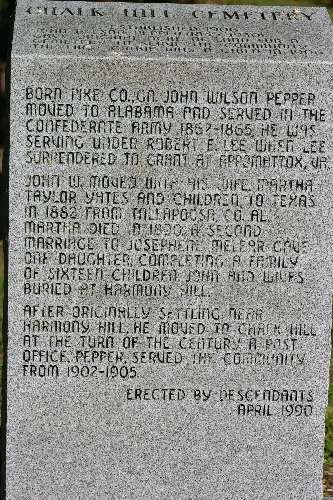 CHALK HILL CEMETERY
BORN PIKE CO., GA. JOHN WILSON PEPPER
MOVED TO ALABAMA AND SERVED IN THE
CONFEDERATE ARMY 1862-1865. HE WAS
SERVING UNDER ROBERT E. LEE WHEN LEE
SURRENDERED TO GRANT AT APPOMATTOX, VA.
JOHN W. MOVED WITH HIS WIFE, MARTHA
TAYLOR YATES AND CHILDREN, TO TEXAS
IN 1882 FROM TALLAPOOSA CO. AL.
MARTHA DIED IN 1890. A SECOND
MARRIAGE TO JOSEPHENE MELEAR GAVE
ONE DAUGHTER, COMPLETING A FAMILY
OF SIXTEEN CHILDREN. JOHN AND WIVES
BURIED AT HARMONY HILL.
AFTER ORIGINALLY SETTLING NEAR
HARMONY HILL, HE MOVED TO CHALK HILL
AT THE TURN OF THE CENTURY. A POST
OFFICE, PEPPER, SERVED THE COMMUNITY
FROM 1902-1905.
ERECTED BY DESCENDANTS
APRIL 1990